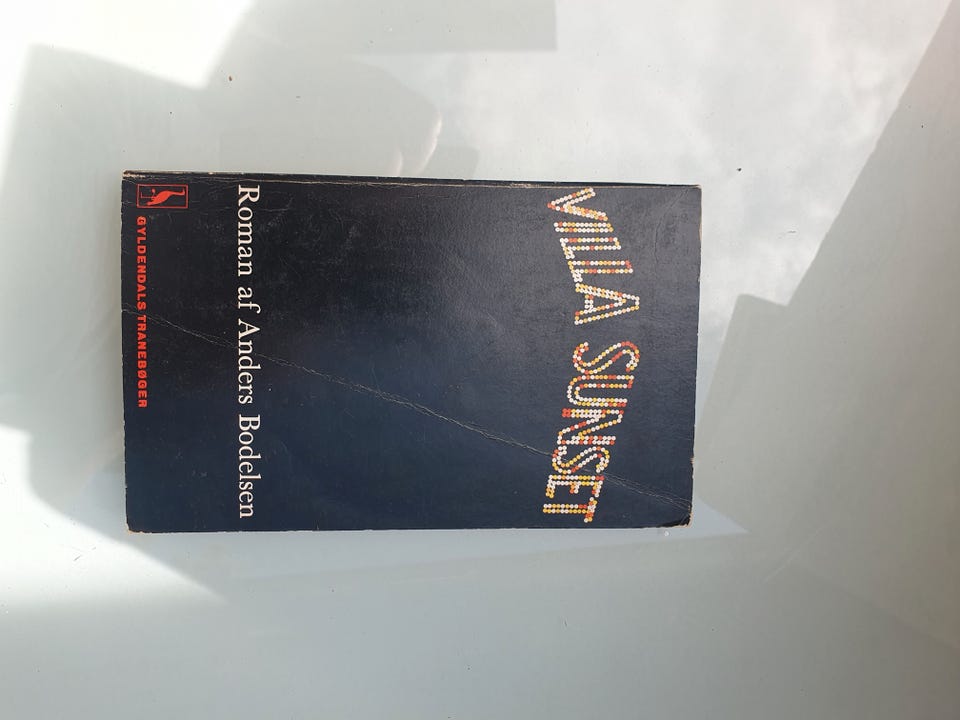 VILLA SUNSET
Roman af Anders Bodelsen
GYLDENDALS TRANEBØGER